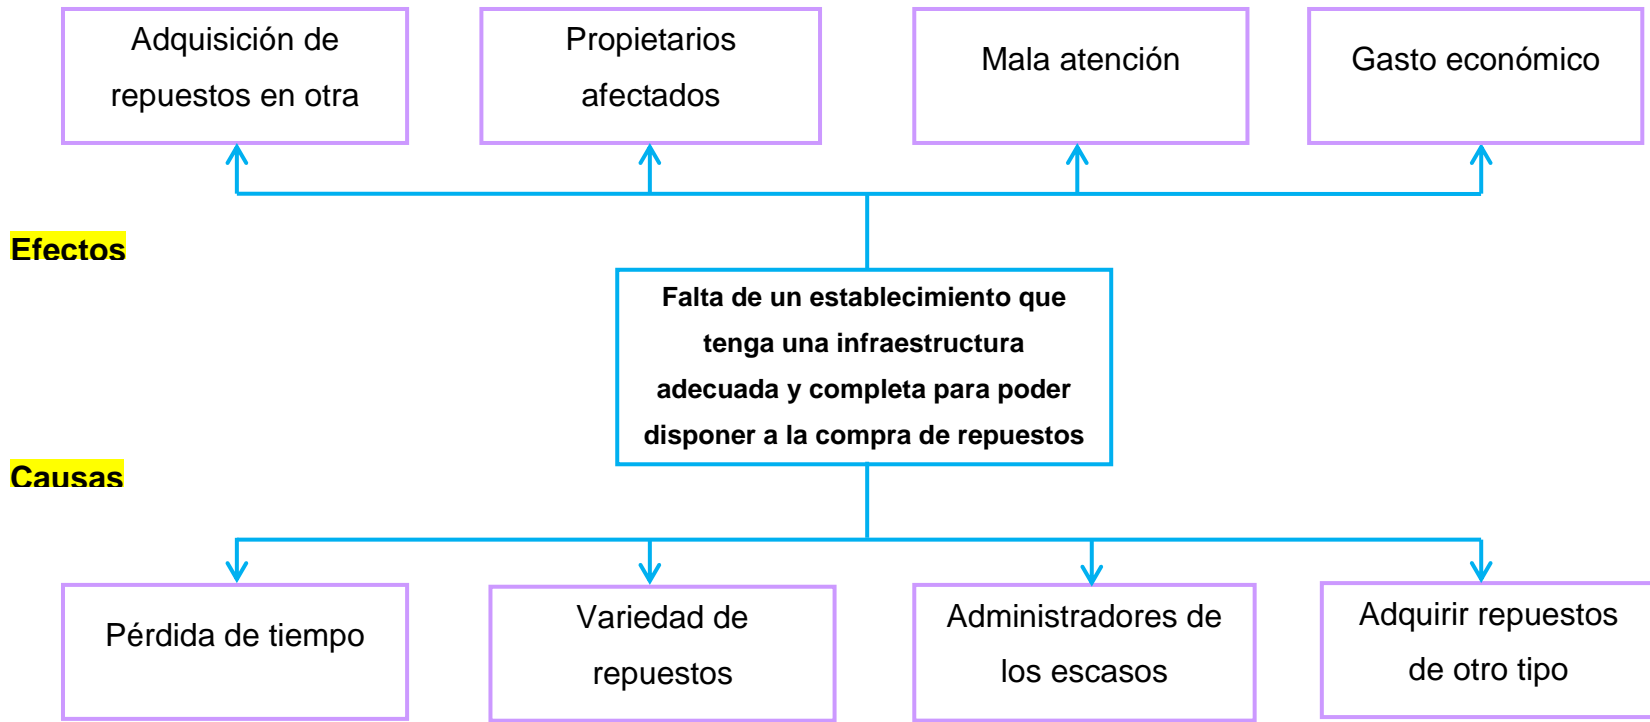 Adquisición de
repuestos en otra
Propietarios
afectados
Mala atención
Gasto económico
Efectos
Falta de un establecimiento que
tenga una infraestructura
adecuada y completa para poder
disponer a la compra de repuestos
Causas
Pérdida de tiempo
Variedad de
repuestos
Administradores de
los escasos
Adquirir repuestos
de otro tipo